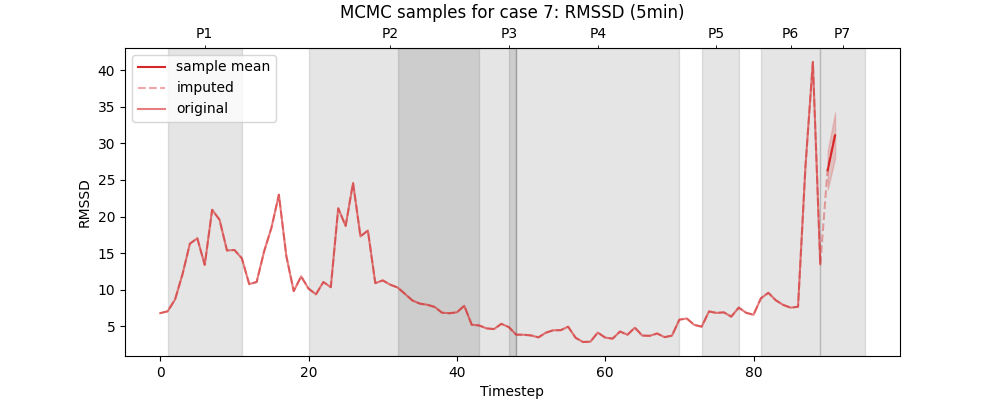 MCMC samples for case 7: RMSSD (5min)
P1 P2 P3 P4 P5 P6 P7
sample mean
imputed
original
RMSSD
40
35
30
25
20
15
10
5
0 20 40 60 80
Timestep